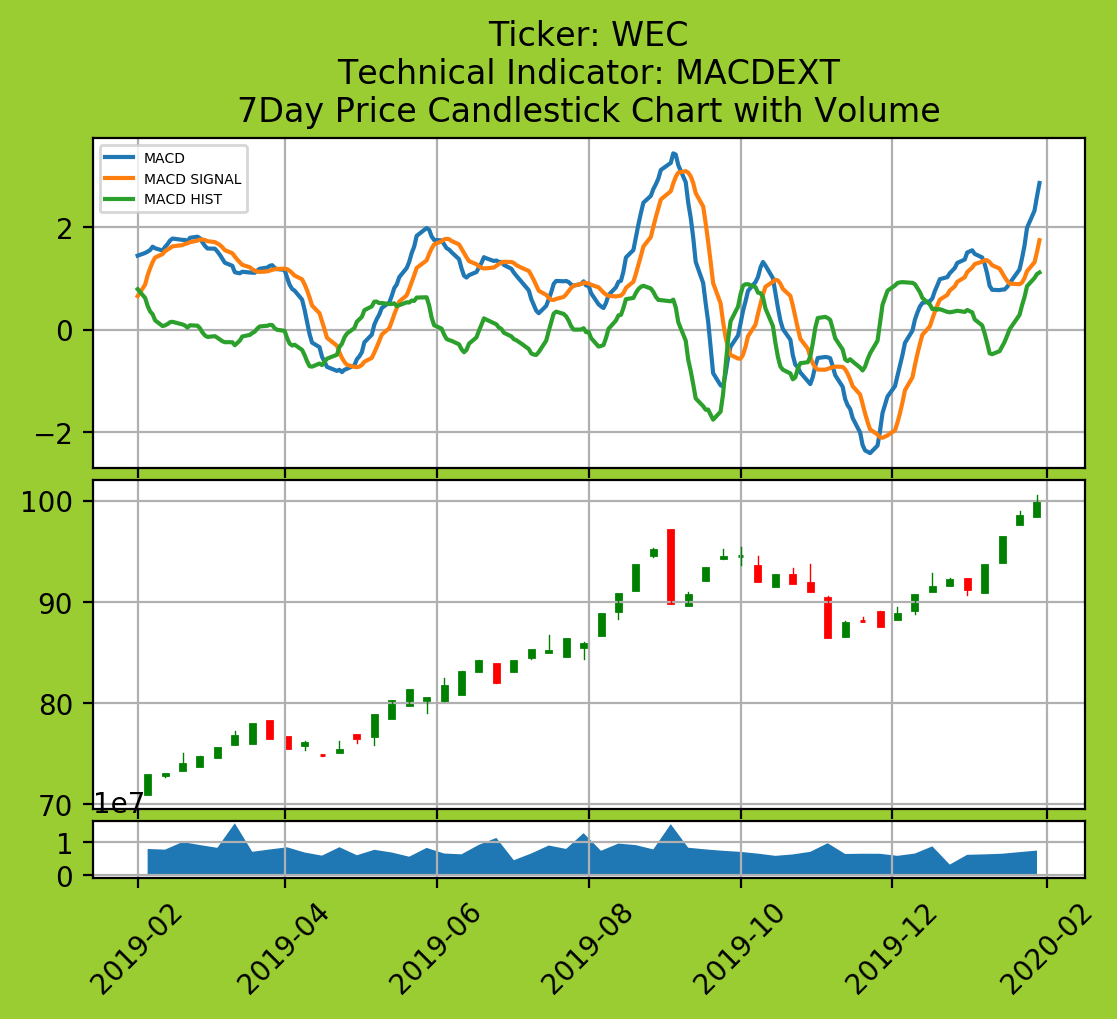 Ticker: WEC
Technical Indicator: MACDEXT
7Day Price Candlestick Chart with Volume
MACD
MACD SIGNAL
MACD HIST
2
0
−2
100
90
80
70
1e7
1
0
2019-02
2019-04
2019-06
2019-08
2019-10
2019-12
2020-02